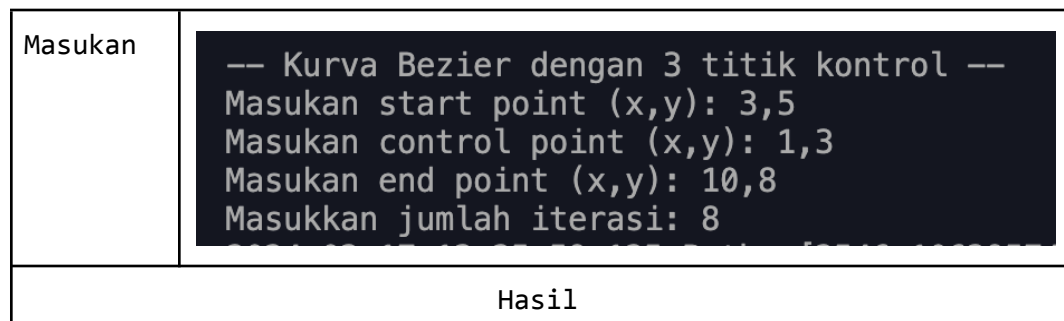 Masukan
-- Kurva Bezier dengan 3 titik kontrol --
Masukan start point (x,y): 3,5
Masukan control point (x,y): 1,3
Masukan end point (x,y): 10,8
Masukkan jumlah iterasi: 8
Hasil